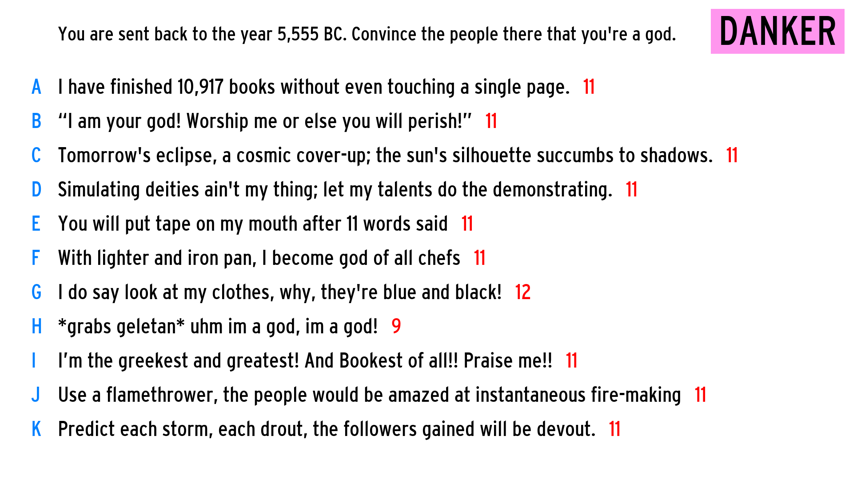 You are sent back to the year 5,555 BC. Convince the people there that you're a god.
DANKER
A I have finished 10,917 books without even touching a single page. 11
B “I am your god! Worship me or else you will perish!” 11
C Tomorrow's eclipse, a cosmic cover-up; the sun's silhouette succumbs to shadows. 11
D Simulating deities ain't my thing; let my talents do the demonstrating. 11
E You will put tape on my mouth after 11 words said 11
F With lighter and iron pan, I become god of all chefs 11
G I do say look at my clothes, why, they're blue and black! 12
H *grabs geletan* uhm im a god, im a god! 9
I I’m the greekest and greatest! And Bookest of all!! Praise me!! 11
J Use a flamethrower, the people would be amazed at instantaneous fire-making 11
K Predict each storm, each drout, the followers gained will be devout. 11